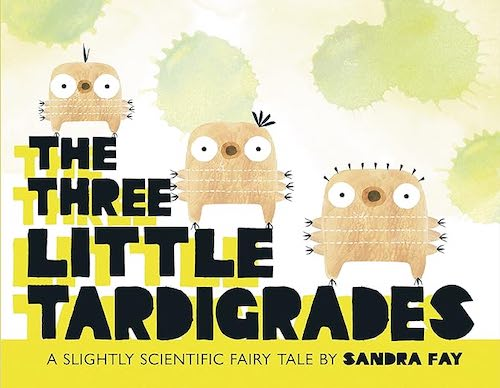 THE
THREE
LITTLE
TARDIGRADES
A SLIGHTLY SCIENTIFIC FAIRY TALE BY SANDRA FAY